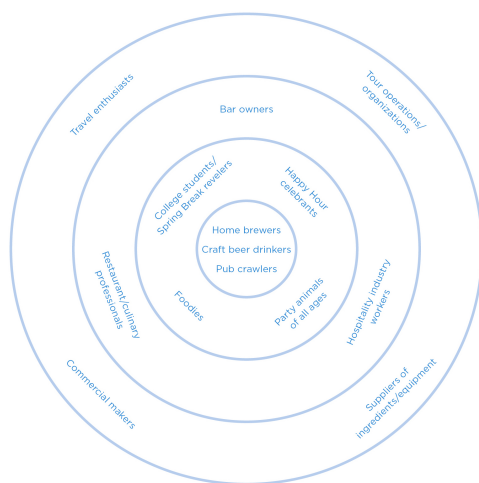 Travel enthusiasts
Tour operations/
organizations
Bar owners
College students/
Spring Break revelers
Happy Hour
celebrants
Home brewers
Craft beer drinkers
Pub crawlers
Restaurant/culinary
professionals
Foodies
Party animals
of all ages
Hospitality industry
workers
Commercial makers
Suppliers of
ingredients/equipment